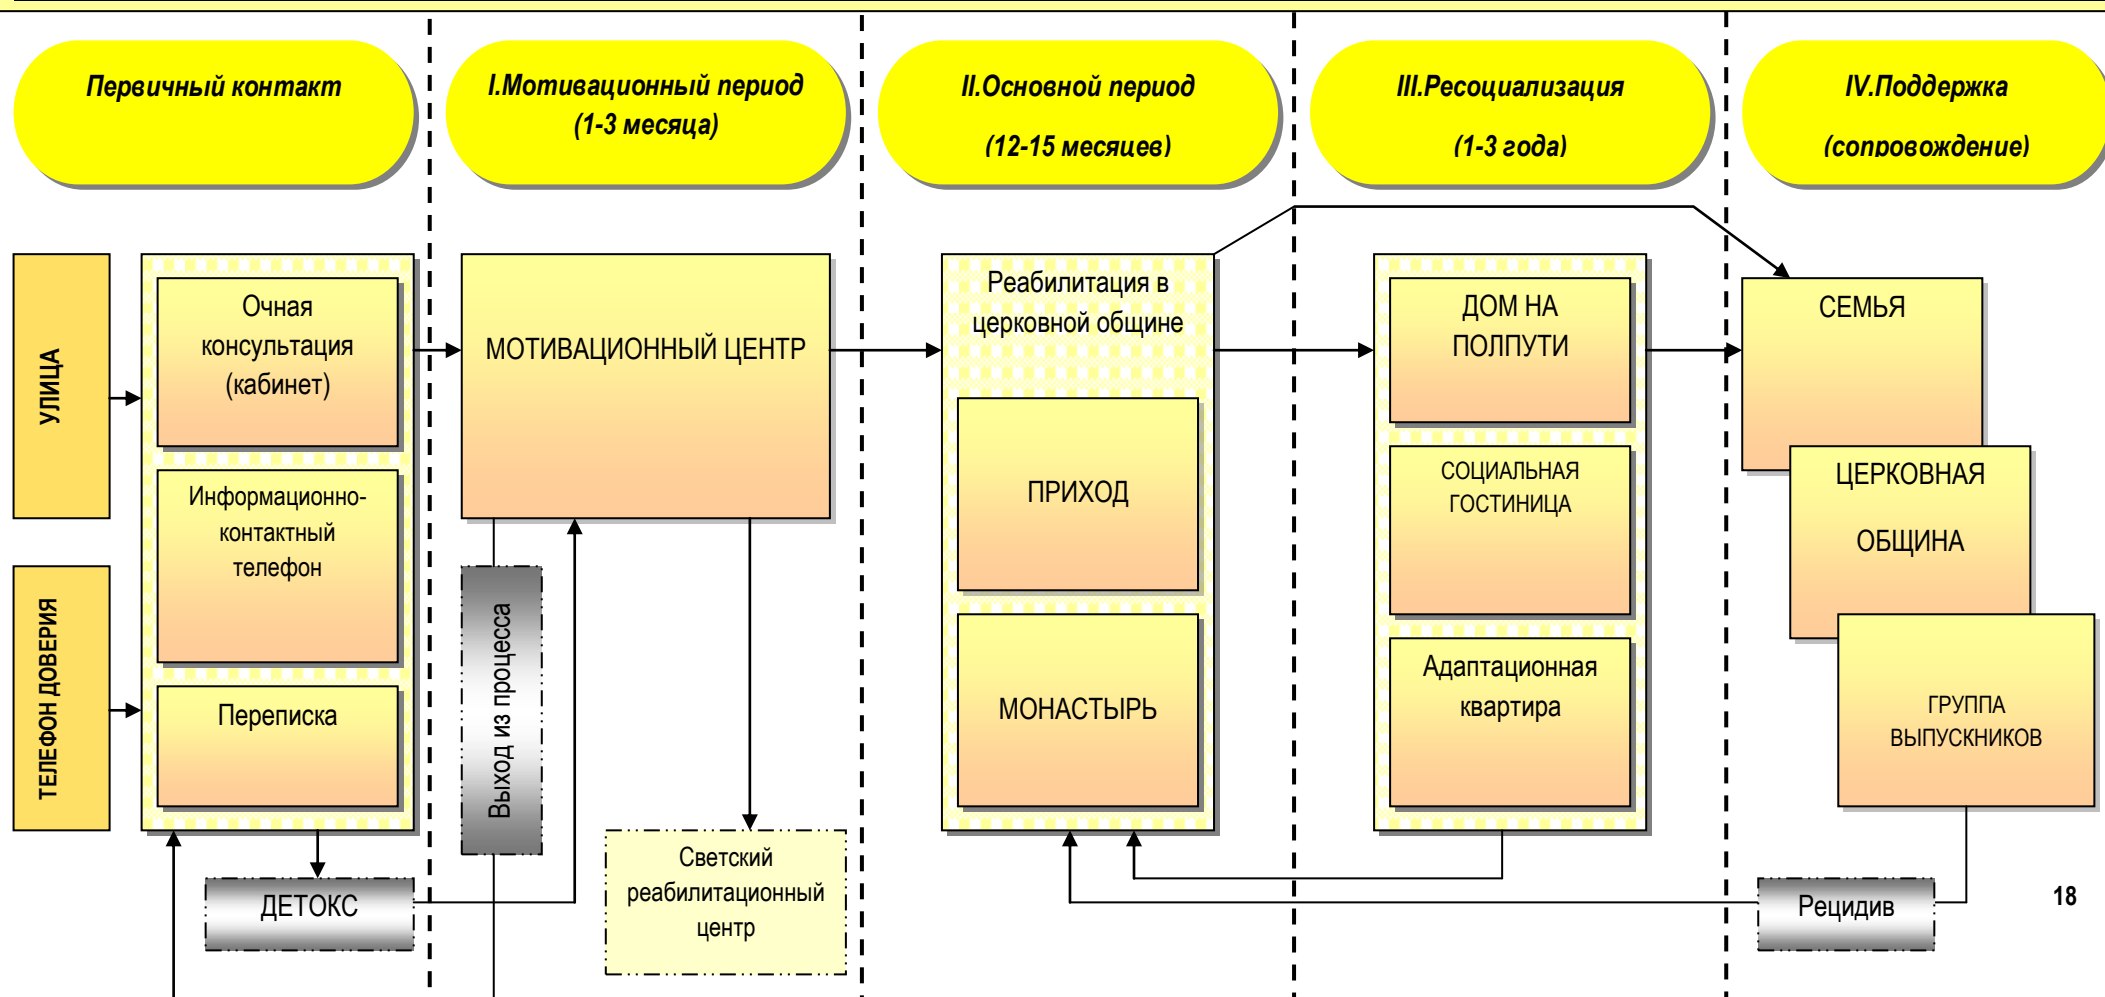 Первичный контакт
I.Мотивационный период
(1-3 месяца)
II.Основной период
(12-15 месяцев)
III.Ресоциализация
(1-3 года)
IV.Поддержка
(сопровождение)
УЛИЦА
ТЕЛЕФОН ДОВЕРИЯ
Очная
консультация
(кабинет)
Информационно-
контактный
телефон
Переписка
ДЕТОКС
МОТИВАЦИОННЫЙ ЦЕНТР
Выход из процесса
Светский
реабилитационный
центр
Реабилитация в
церковной общине
ПРИХОД
МОНАСТЫРЬ
ДОМ НА
ПОЛПУТИ
СОЦИАЛЬНАЯ
ГОСТИНИЦА
Адаптационная
квартира
СЕМЬЯ
ЦЕРКОВНАЯ
ОБЩИНА
ГРУППА
ВЫПУСКНИКОВ
Рецидив
18